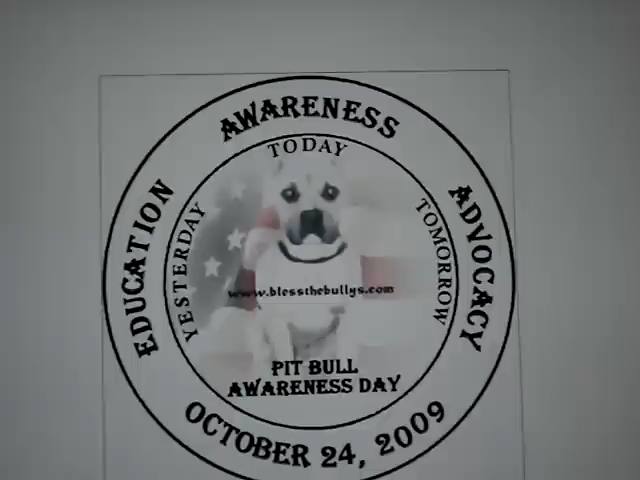 EDUCATION AWARENESS ADVOCACY
YESTERDAY TODAY TOMORROW
www.blessthebullys.com
PIT BULL
AWARENESS DAY
OCTOBER 24, 2009